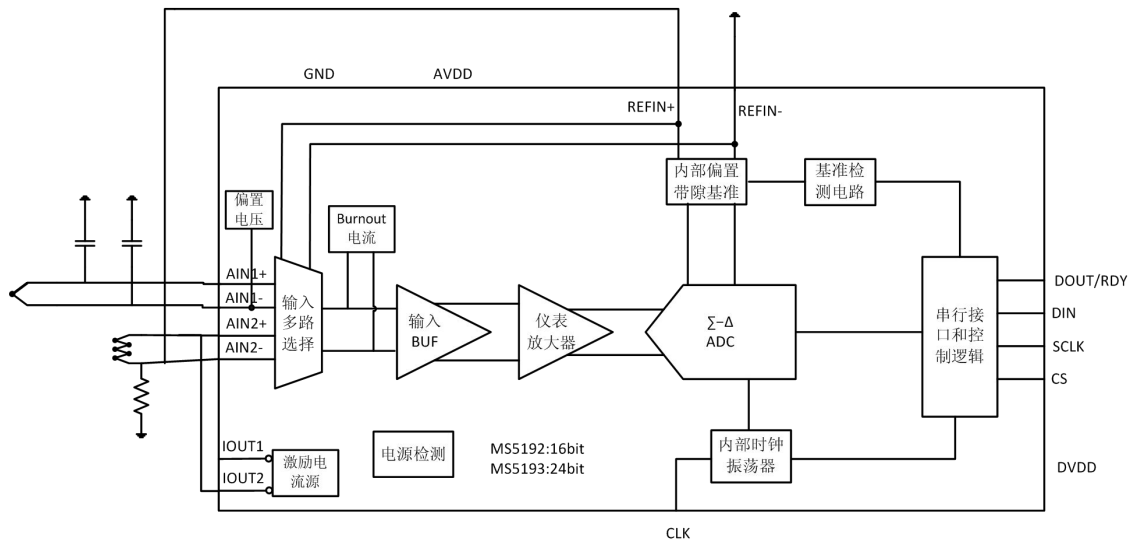 GND
AVDD
REFIN+
REFIN-
内部偏置
带隙基准
基准检
测电路
偏置
电压
Burnout
电流
AIN1+
AIN1-
AIN2+
AIN2-
输入
多路
选择
输入
BUF
仪表
放大器
∑-Δ
ADC
串行接
口和控
制逻辑
DOUT/RDY
DIN
SCLK
CS
IOUT1
IOUT2
激励电
流源
电源检测
MS5192:16bit
MS5193:24bit
内部时钟
振荡器
DVDD
CLK